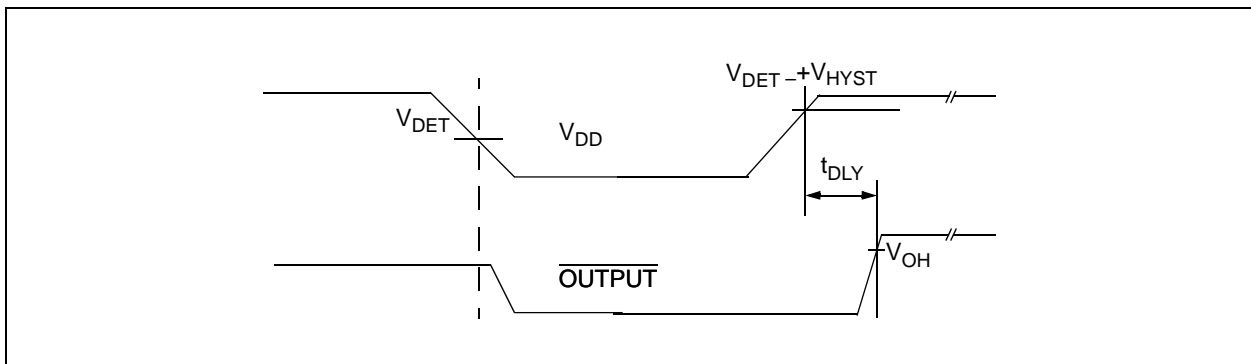 V_DET – +V_HYST
V_DET
V_DD
t_DLY
V_OH
OUTPUT